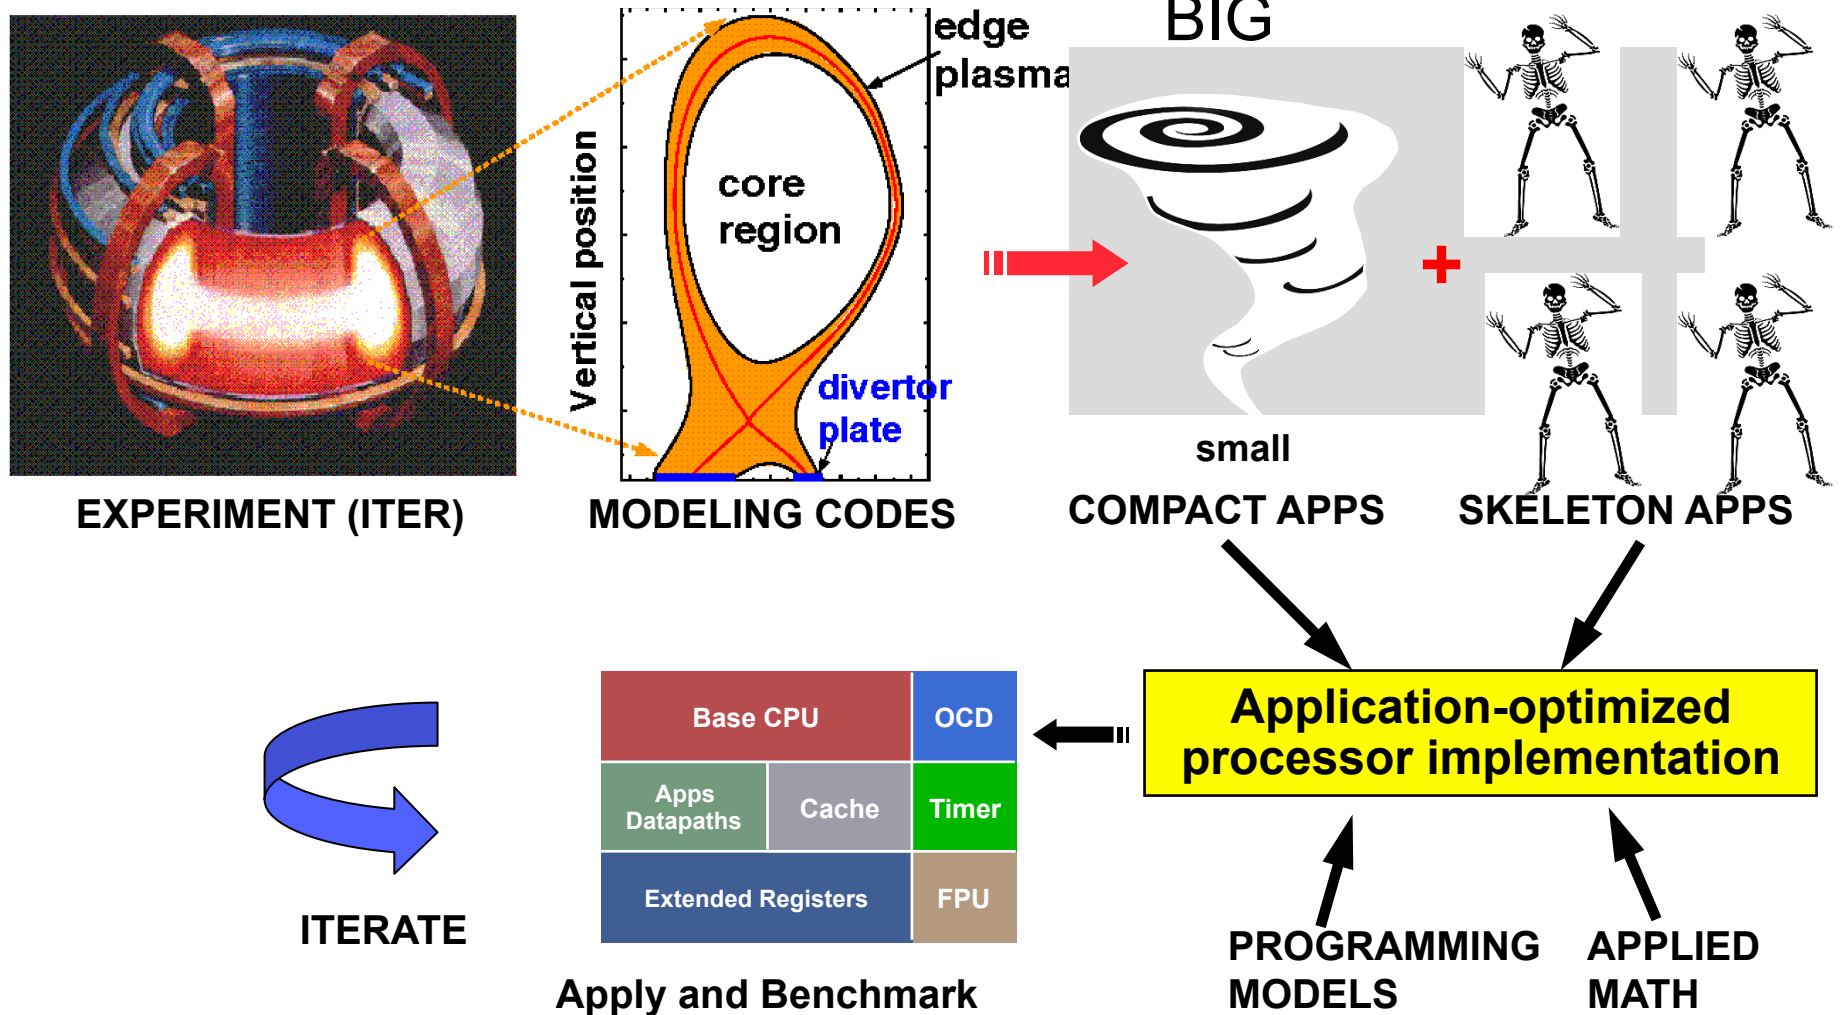 BIG
edge
plasma
Vertical position
core
region
divertor
plate
small
EXPERIMENT (ITER)
MODELING CODES
COMPACT APPS
SKELETON APPS
Application-optimized
processor implementation
Base CPU
OCD
Apps
Datapaths
Cache
Timer
Extended Registers
FPU
ITERATE
Apply and Benchmark
PROGRAMMING
MODELS
APPLIED
MATH